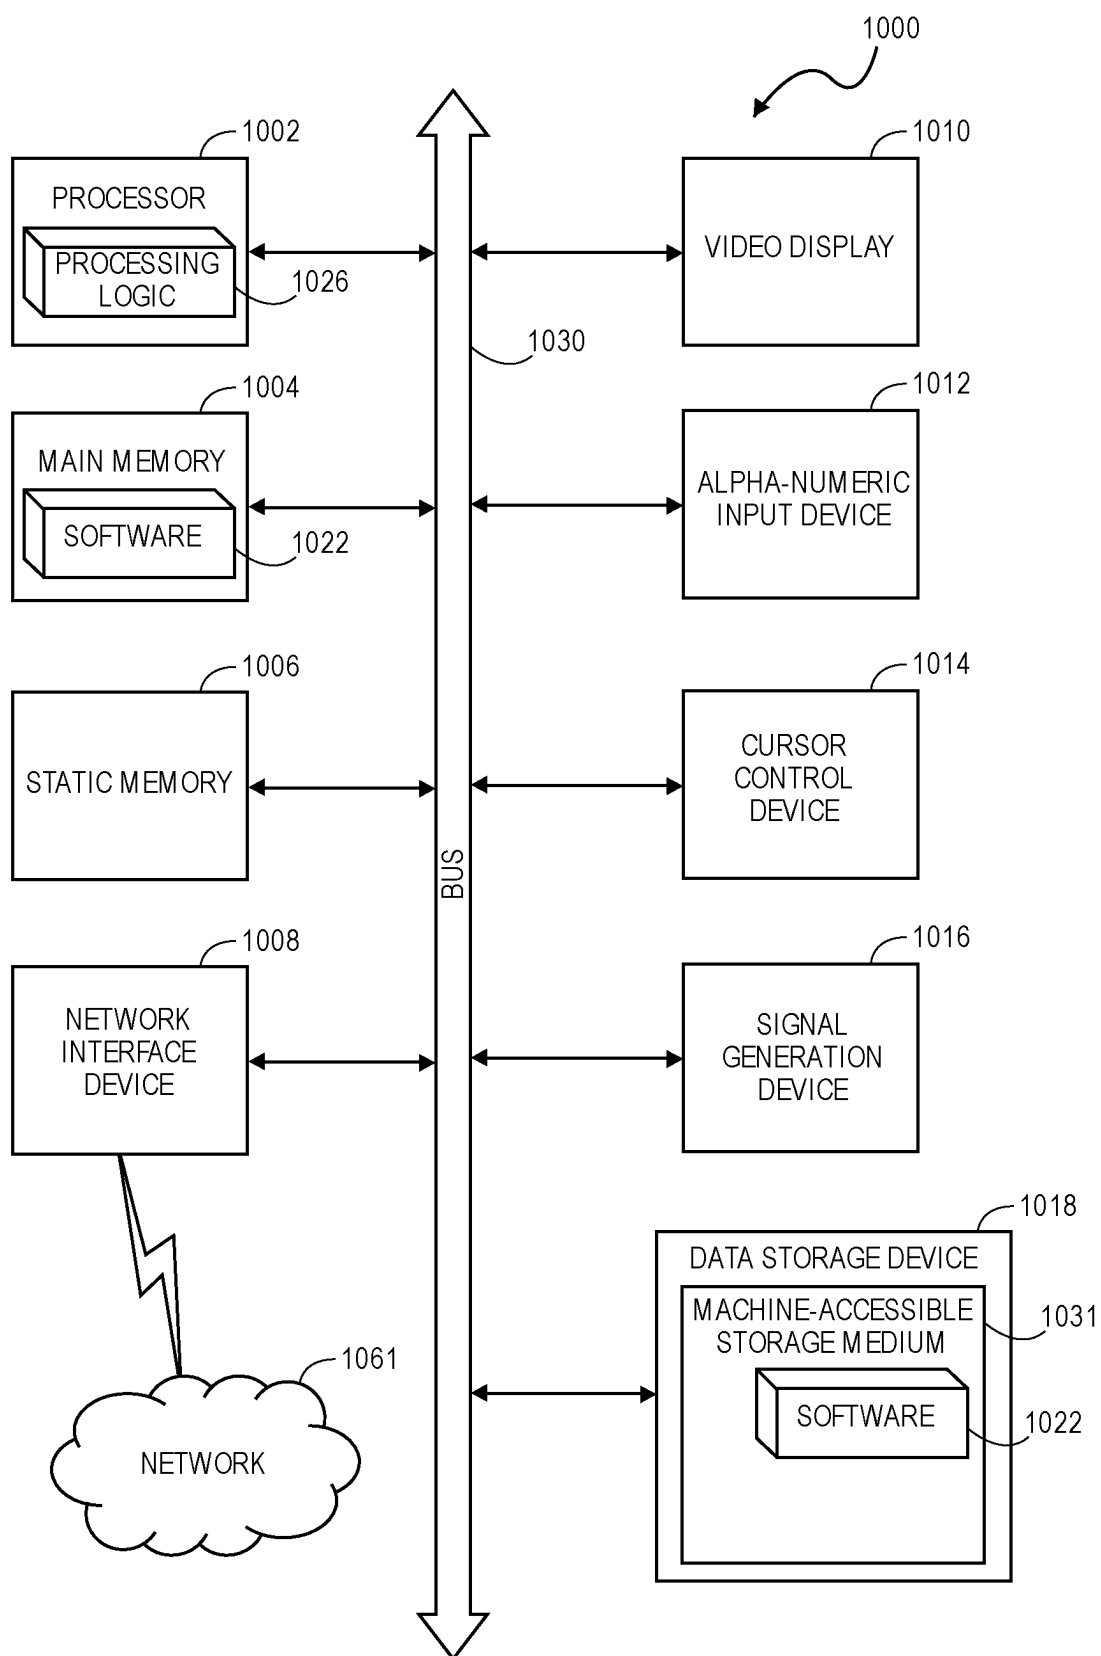 1000
1002
PROCESSOR
PROCESSING
LOGIC
1026
1010
VIDEO DISPLAY
1030
1004
MAIN MEMORY
SOFTWARE
1022
1012
ALPHA-NUMERIC
INPUT DEVICE
1006
STATIC MEMORY
1014
CURSOR
CONTROL
DEVICE
BUS
1008
NETWORK
INTERFACE
DEVICE
1016
SIGNAL
GENERATION
DEVICE
1018
DATA STORAGE DEVICE
MACHINE-ACCESSIBLE
STORAGE MEDIUM
1031
SOFTWARE
1022
1061
NETWORK